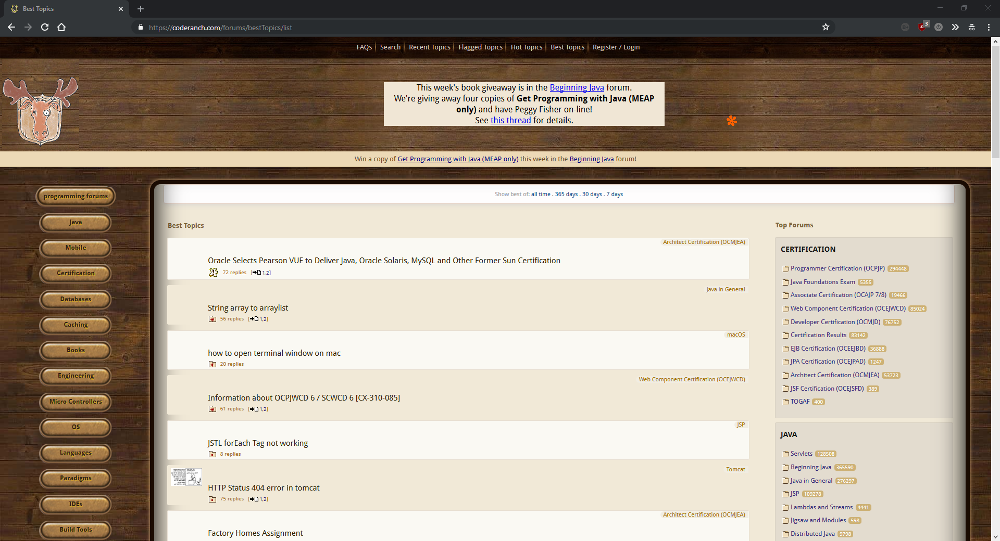 Best Topics
https://coderanch.com/forums/bestTopics/list
3
FAQs Search Recent Topics Flagged Topics Hot Topics Best Topics Register / Login
This week's book giveaway is in the Beginning Java forum.
We're giving away four copies of Get Programming with Java (MEAP
only) and have Peggy Fisher on-line!
See this thread for details.
Win a copy of Get Programming with Java (MEAP only) this week in the Beginning Java forum!
programming forums
Java
Mobile
Certification
Databases
Caching
Books
Engineering
Micro Controllers
OS
Languages
Paradigms
IDEs
Build Tools
Show best of: all time . 365 days . 30 days . 7 days
Best Topics
Architect Certification (OCMJEA)
Oracle Selects Pearson VUE to Deliver Java, Oracle Solaris, MySQL and Other Former Sun Certification
72 replies [1,2]
Java in General
String array to arraylist
56 replies [1,2]
macOS
how to open terminal window on mac
20 replies
Web Component Certification (OCEJWCD)
Information about OCPJWCD 6 / SCWCD 6 [CX-310-085]
61 replies [1,2]
JSP
JSTL forEach Tag not working
8 replies
Tomcat
HTTP Status 404 error in tomcat
75 replies [1,2]
Architect Certification (OCMJEA)
Factory Homes Assignment
Top Forums
CERTIFICATION
Programmer Certification (OCPJP) 294448
Java Foundations Exam 5355
Associate Certification (OCAJP 7/8) 19466
Web Component Certification (OCEJWCD) 85024
Developer Certification (OCMJD) 76752
Certification Results 83142
EJB Certification (OCEEJBD) 36888
JPA Certification (OCEJPAD) 1247
Architect Certification (OCMJEA) 53723
JSF Certification (OCEJSFD) 389
TOGAF 400
JAVA
Servlets 128508
Beginning Java 365590
Java in General 276297
JSP 109278
Lambdas and Streams 4441
Jigsaw and Modules 598
Distributed Java 9798